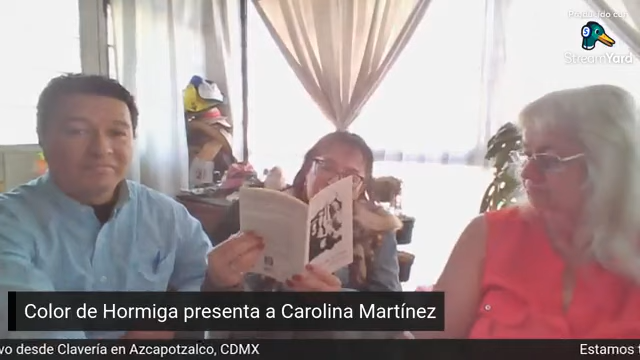 Producido con
StreamYard
Color de Hormiga presenta a Carolina Martínez
vo desde Clavería en Azcapotzalco, CDMX
Estamos